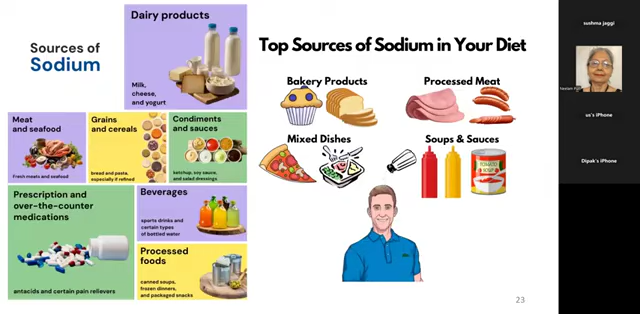 Sources of
Sodium
Dairy products
Milk,
cheese,
and yogurt
Meat
and seafood
Fresh meats and seafood
Grains
and cereals
bread and pasta,
especially if refined
Condiments
and sauces
ketchup, soy sauce,
and salad dressings
Prescription and
over-the-counter
medications
antacids and certain pain relievers
Beverages
sports drinks and
certain types
of bottled water
Processed
foods
canned soups,
frozen dinners,
and packaged snacks
Top Sources of Sodium in Your Diet
Bakery Products
Processed Meat
Mixed Dishes
Soups & Sauces
TOMATO
SOUP
23
sushma jaggi
us's iPhone
Dipak's iPhone